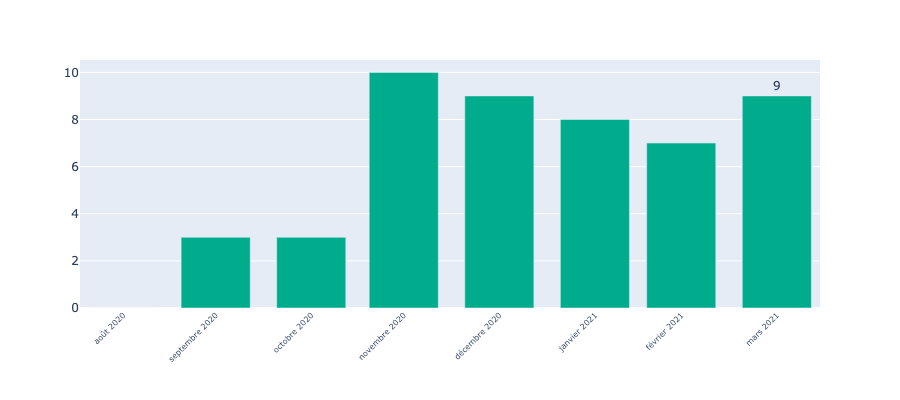 10
8
6
4
2
0
9
août 2020
septembre 2020
octobre 2020
novembre 2020
décembre 2020
janvier 2021
février 2021
mars 2021